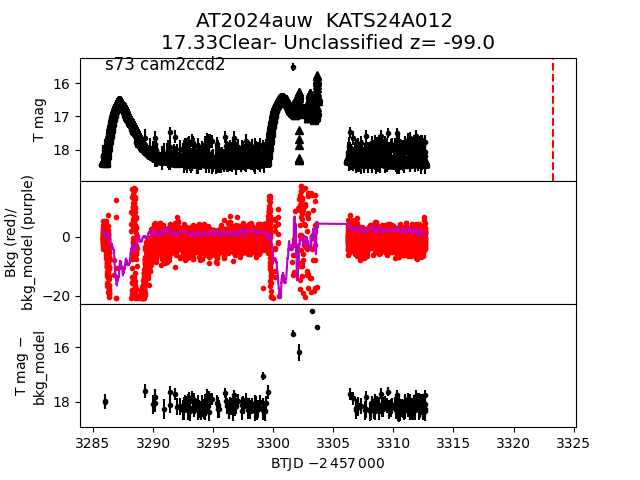 AT2024auw  KATS24A012
17.33Clear- Unclassified z= -99.0
s73 cam2ccd2
T mag
16
17
18
Bkg (red)/
bkg_model (purple)
0
−20
T mag −
bkg_model
16
18
3285 3290 3295 3300 3305 3310 3315 3320 3325
BTJD −2 457 000